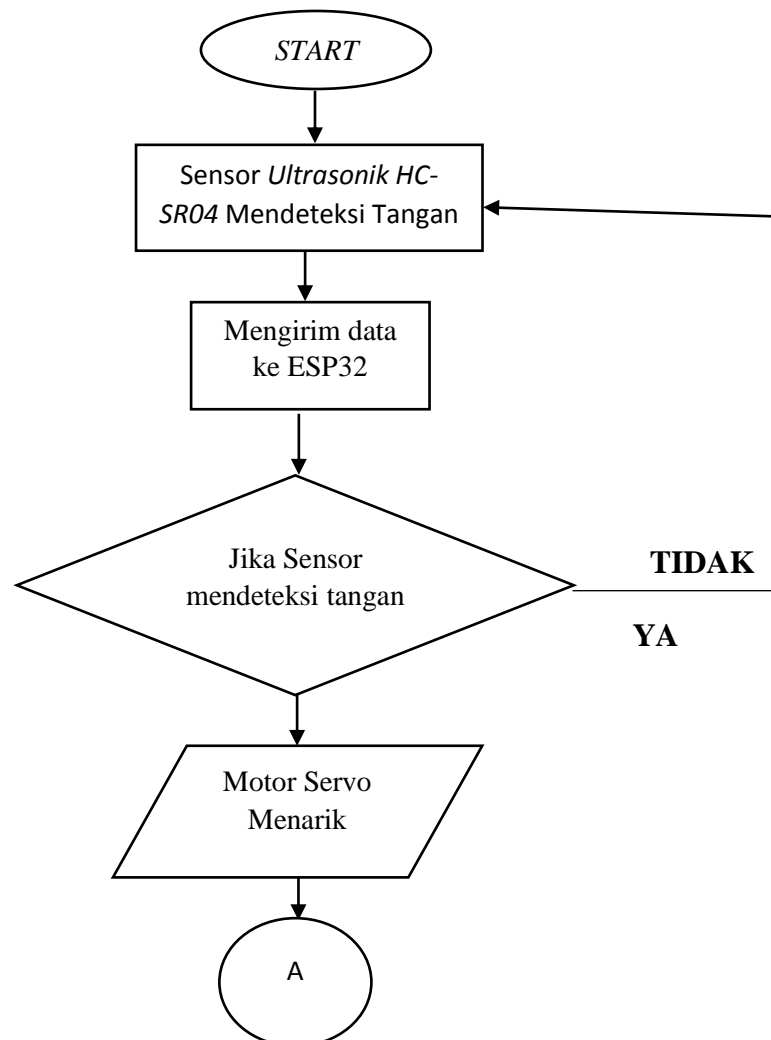 START
Sensor Ultrasonik HC-
SR04 Mendeteksi Tangan
Mengirim data
ke ESP32
Jika Sensor
mendeteksi tangan
TIDAK
YA
Motor Servo
Menarik
A